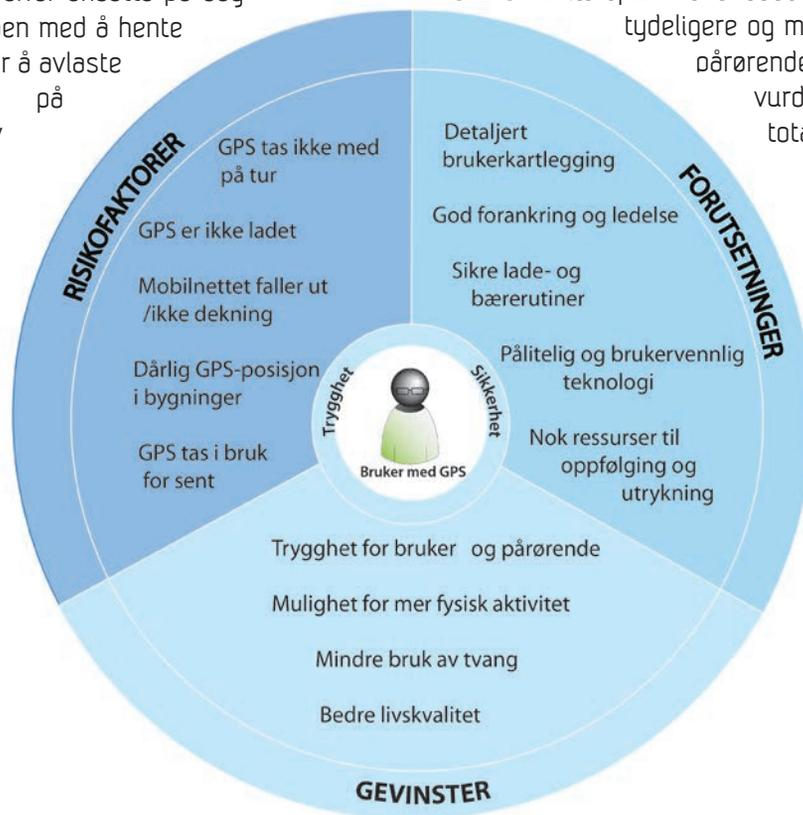 en med å hente
r å avlaste
på
tydeligere og m
pårørende
vurd
tota
RISIKOFAKTORER
GPS tas ikke med
på tur
GPS er ikke ladet
Mobilnettet faller ut
/ikke dekning
Dårlig GPS-posisjon
i bygninger
GPS tas i bruk
for sent
FORUTSETNINGER
Detaljert
brukerkartlegging
God forankring og ledelse
Sikre lade- og
bærerutiner
Pålitelig og brukervennlig
teknologi
Nok ressurser til
oppfølging og
utrykning
Trygghet
Sikkerhet
Bruker med GPS
Trygghet for bruker og pårørende
Mulighet for mer fysisk aktivitet
Mindre bruk av tvang
Bedre livskvalitet
GEVINSTER